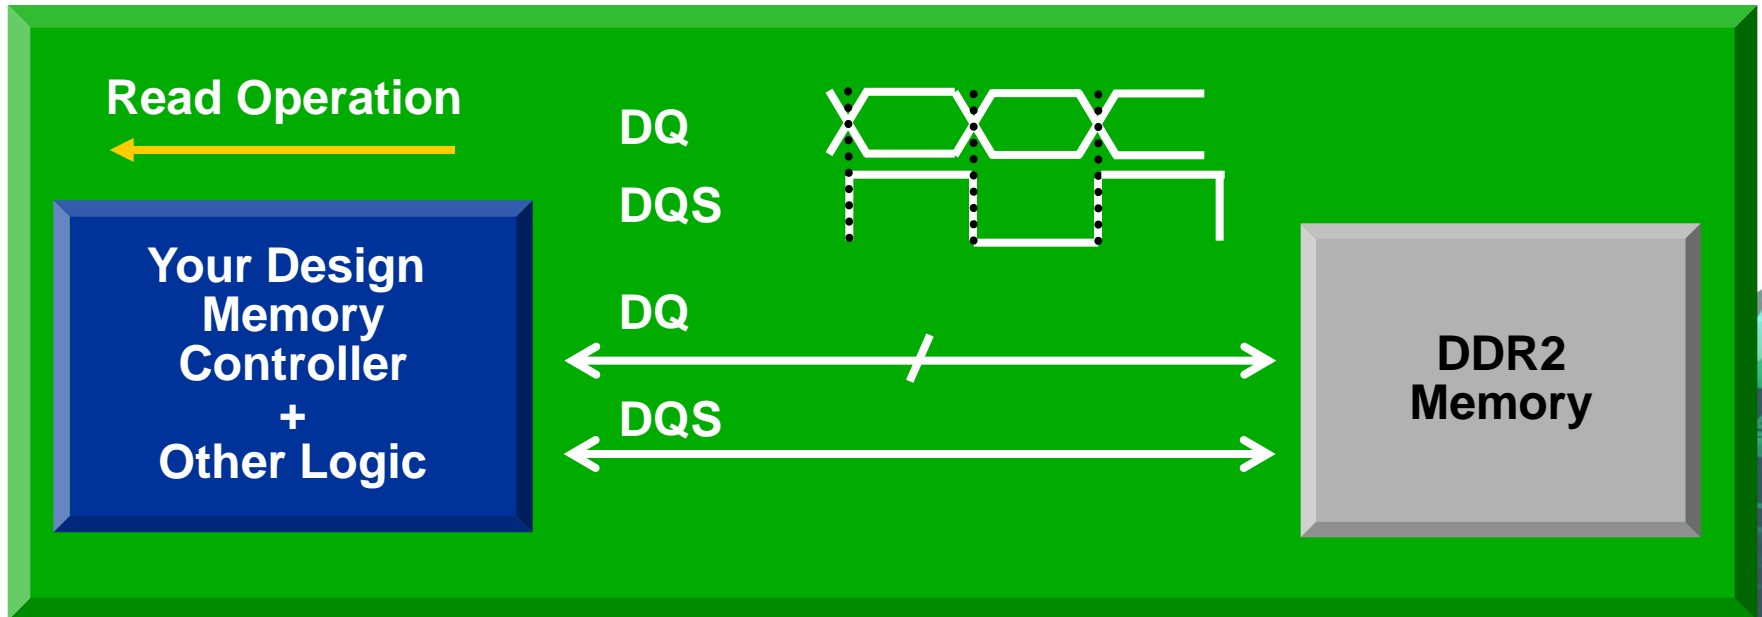 Read Operation
DQ
DQS
Your Design
Memory
Controller
+
Other Logic
DQ
DQS
DDR2
Memory